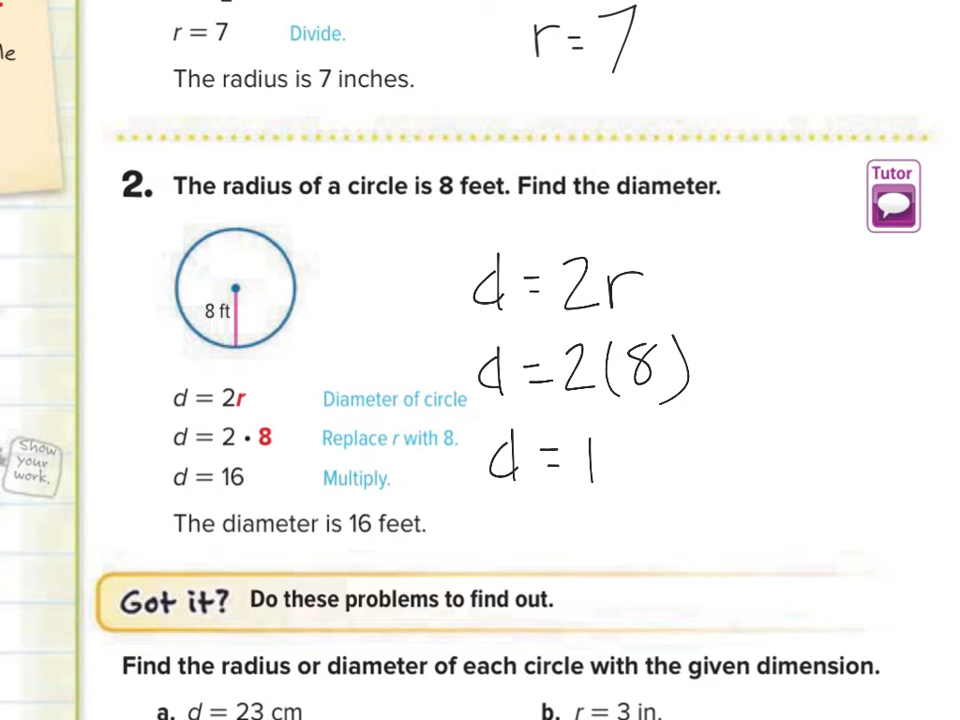 r = 7 Divide. r = 7
The radius is 7 inches.
2. The radius of a circle is 8 feet. Find the diameter.
Tutor
d = 2r
8 ft
d = 2(8)
d = 2r Diameter of circle
d = 2 • 8 Replace r with 8.
d = 1
Show
your
work.
d = 16 Multiply.
The diameter is 16 feet.
Got it? Do these problems to find out.
Find the radius or diameter of each circle with the given dimension.
a. d = 23 cm b. r = 3 in.